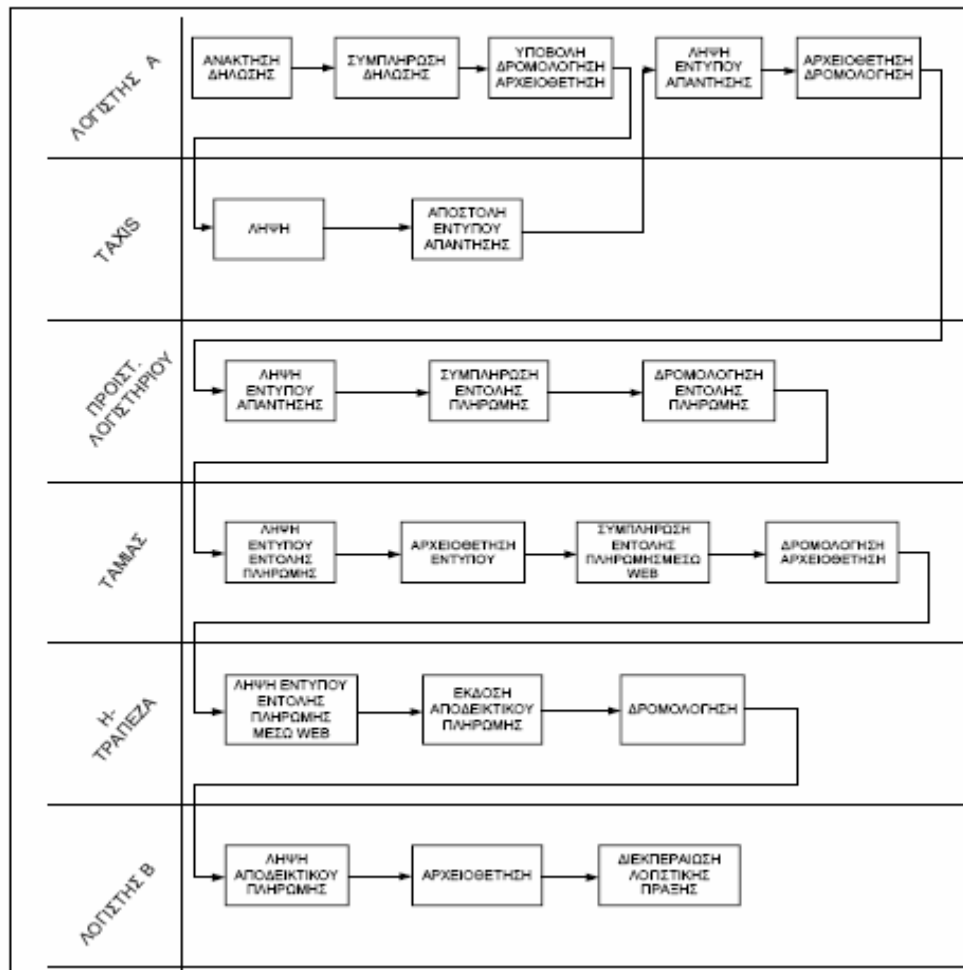 ΛΟΓΙΣΤΗΣ Α
ΑΝΑΚΤΗΣΗ
ΔΗΛΩΣΗΣ
ΣΥΜΠΛΗΡΩΣΗ
ΔΗΛΩΣΗΣ
ΥΠΟΒΟΛΗ
ΔΡΟΜΟΛΟΓΗΣΗ
ΑΡΧΕΙΟΘΕΤΗΣΗ
ΛΗΨΗ
ΕΝΤΥΠΟΥ
ΑΠΑΝΤΗΣΗΣ
ΑΡΧΕΙΟΘΕΤΗΣΗ
ΔΡΟΜΟΛΟΓΗΣΗ
TAXIS
ΛΗΨΗ
ΑΠΟΣΤΟΛΗ
ΕΝΤΥΠΟΥ
ΑΠΑΝΤΗΣΗΣ
ΠΡΟΙΣΤ.
ΛΟΓΙΣΤΗΡΙΟΥ
ΛΗΨΗ
ΕΝΤΥΠΟΥ
ΑΠΑΝΤΗΣΗΣ
ΣΥΜΠΛΗΡΩΣΗ
ΕΝΤΟΛΗΣ
ΠΛΗΡΩΜΗΣ
ΔΡΟΜΟΛΟΓΗΣΗ
ΕΝΤΟΛΗΣ
ΠΛΗΡΩΜΗΣ
ΤΑΜΙΑΣ
ΛΗΨΗ
ΕΝΤΥΠΟΥ
ΕΝΤΟΛΗΣ
ΠΛΗΡΩΜΗΣ
ΑΡΧΕΙΟΘΕΤΗΣΗ
ΕΝΤΥΠΟΥ
ΣΥΜΠΛΗΡΩΣΗ
ΕΝΤΟΛΗΣ
ΠΛΗΡΩΜΗΣΜΕΣΩ
WEB
ΔΡΟΜΟΛΟΓΗΣΗ
ΑΡΧΕΙΟΘΕΤΗΣΗ
Η-
ΤΡΑΠΕΖΑ
ΛΗΨΗ ΕΝΤΥΠΟΥ
ΕΝΤΟΛΗΣ
ΠΛΗΡΩΜΗΣ
ΜΕΣΩ WEB
ΕΚΔΟΣΗ
ΑΠΟΔΕΙΚΤΙΚΟΥ
ΠΛΗΡΩΜΗΣ
ΔΡΟΜΟΛΟΓΗΣΗ
ΛΟΓΙΣΤΗΣ Β
ΛΗΨΗ
ΑΠΟΔΕΙΚΤΙΚΟΥ
ΠΛΗΡΩΜΗΣ
ΑΡΧΕΙΟΘΕΤΗΣΗ
ΔΙΕΚΠΕΡΑΙΩΣΗ
ΛΟΓΙΣΤΙΚΗΣ
ΠΡΑΞΗΣ